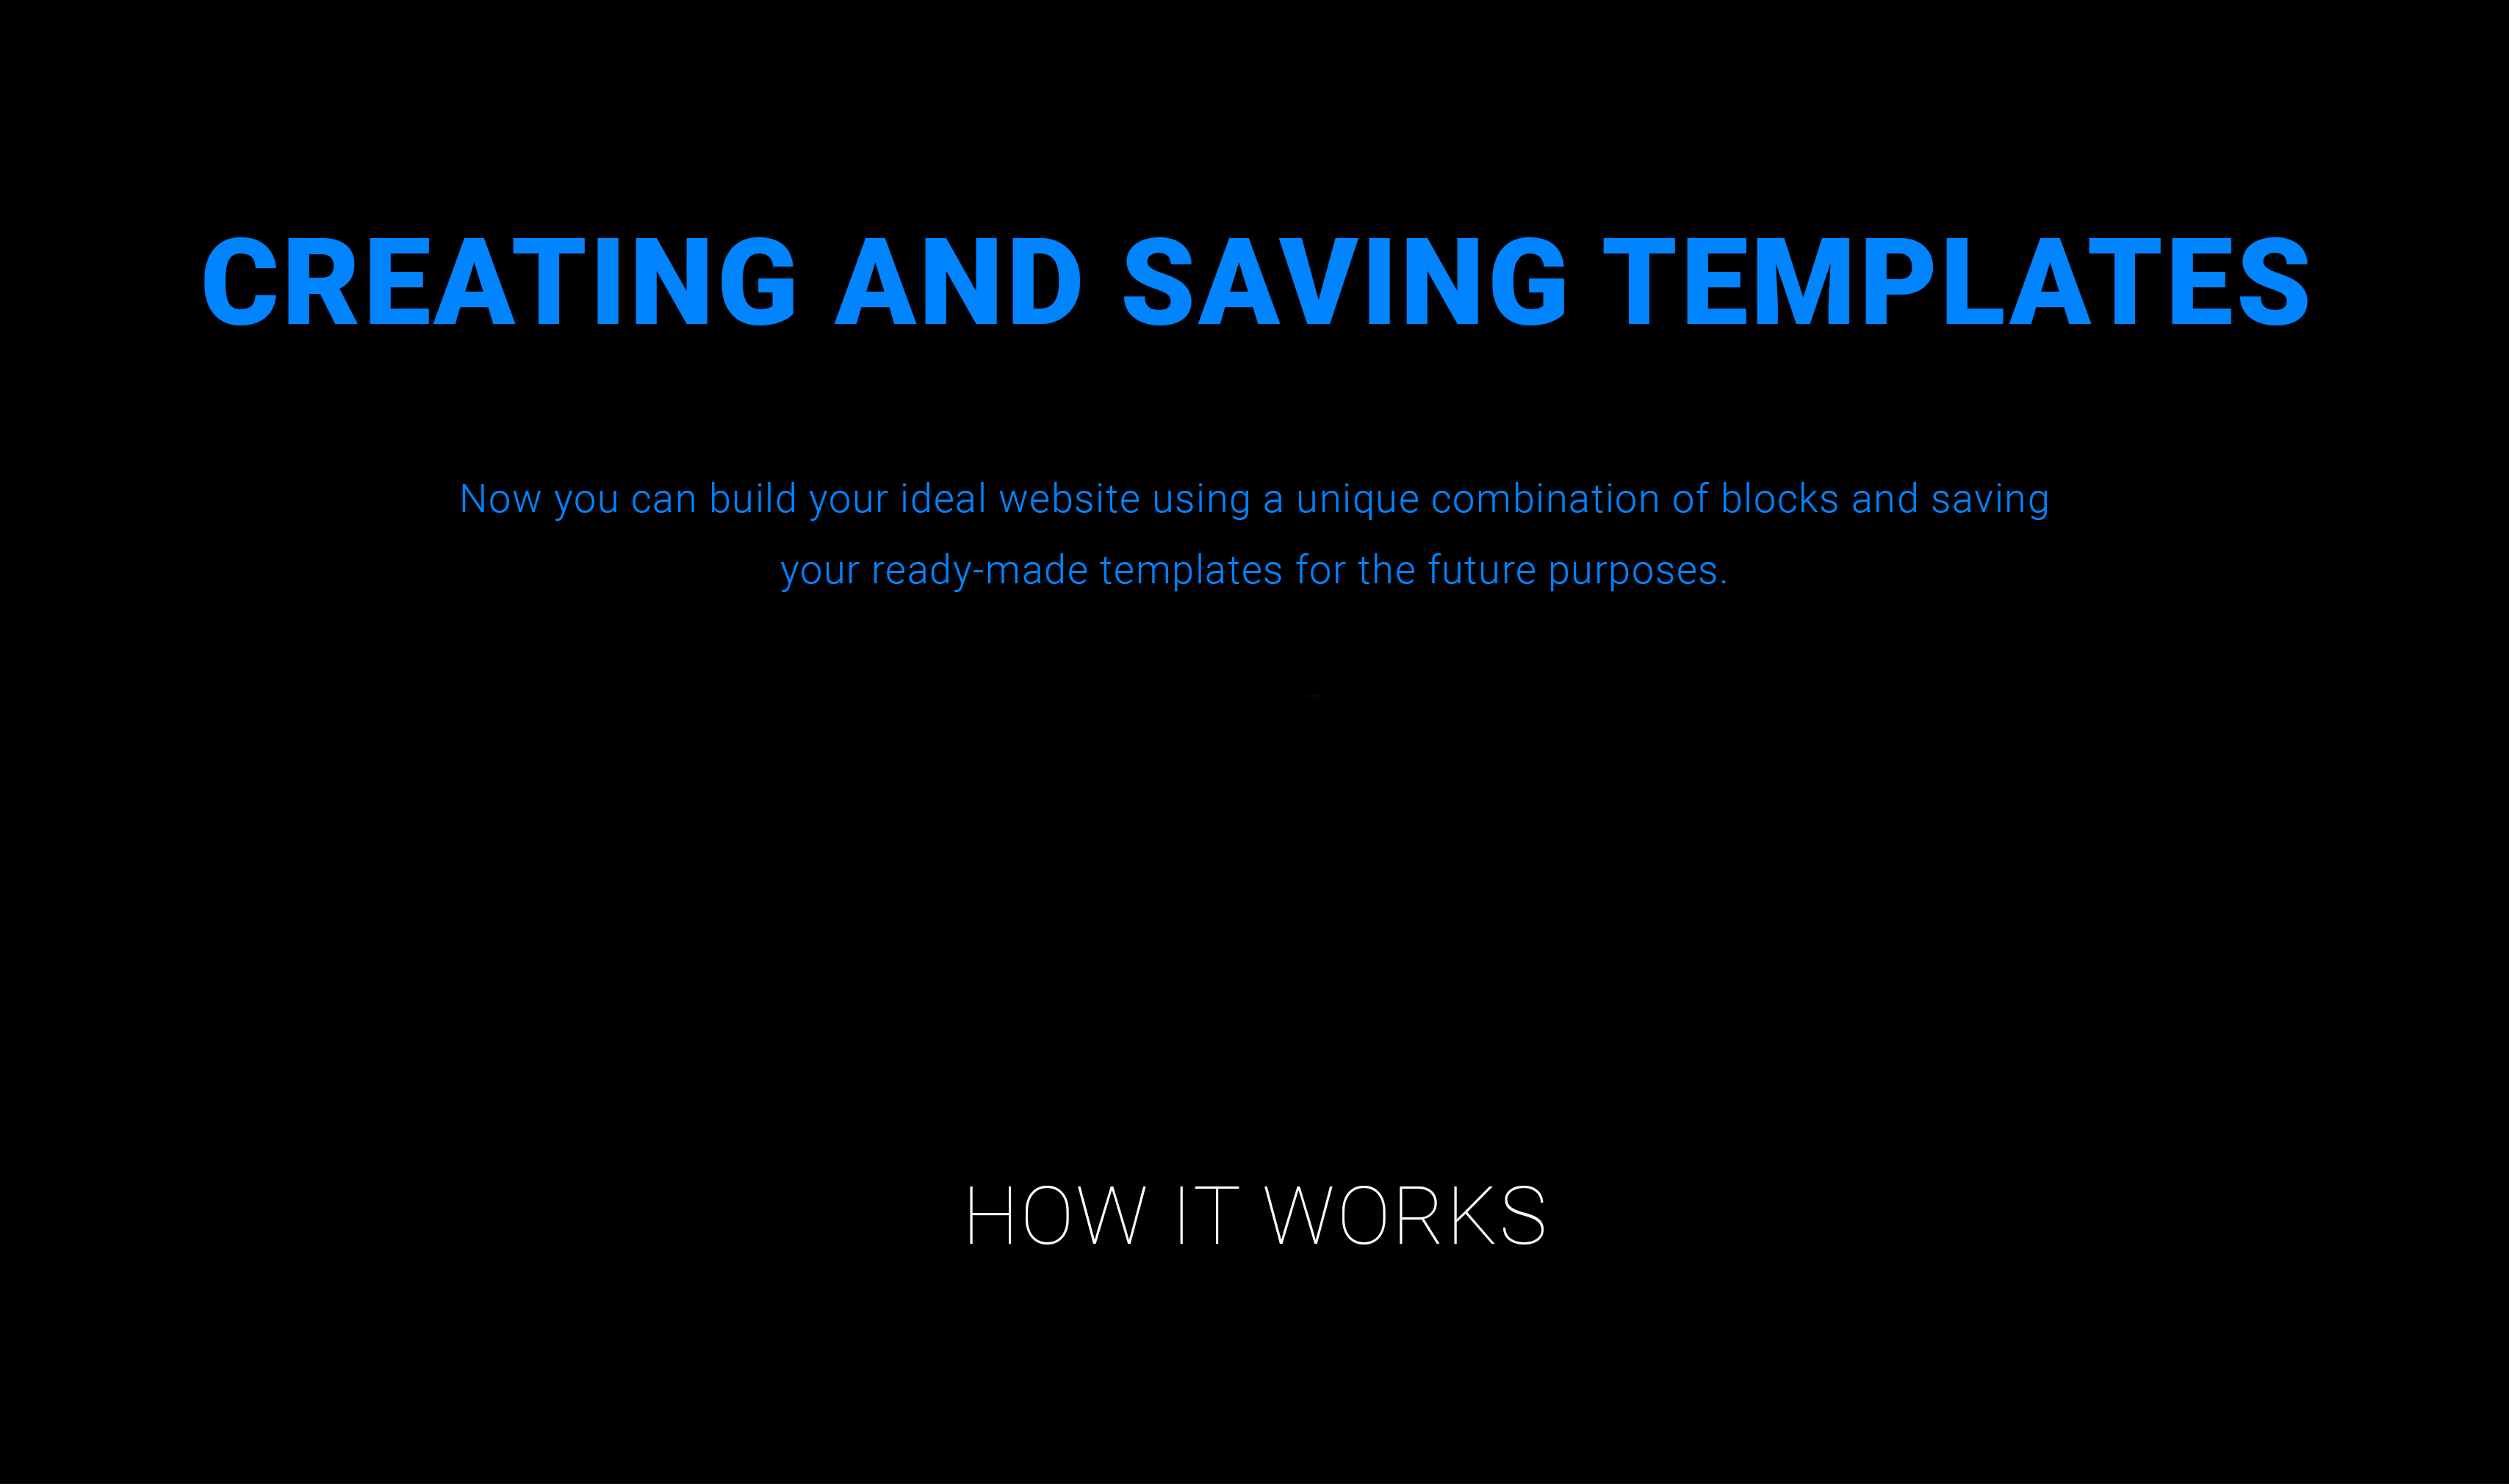 CREATING AND SAVING TEMPLATES
Now you can build your ideal website using a unique combination of blocks and saving
your ready-made templates for the future purposes.
HOW IT WORKS